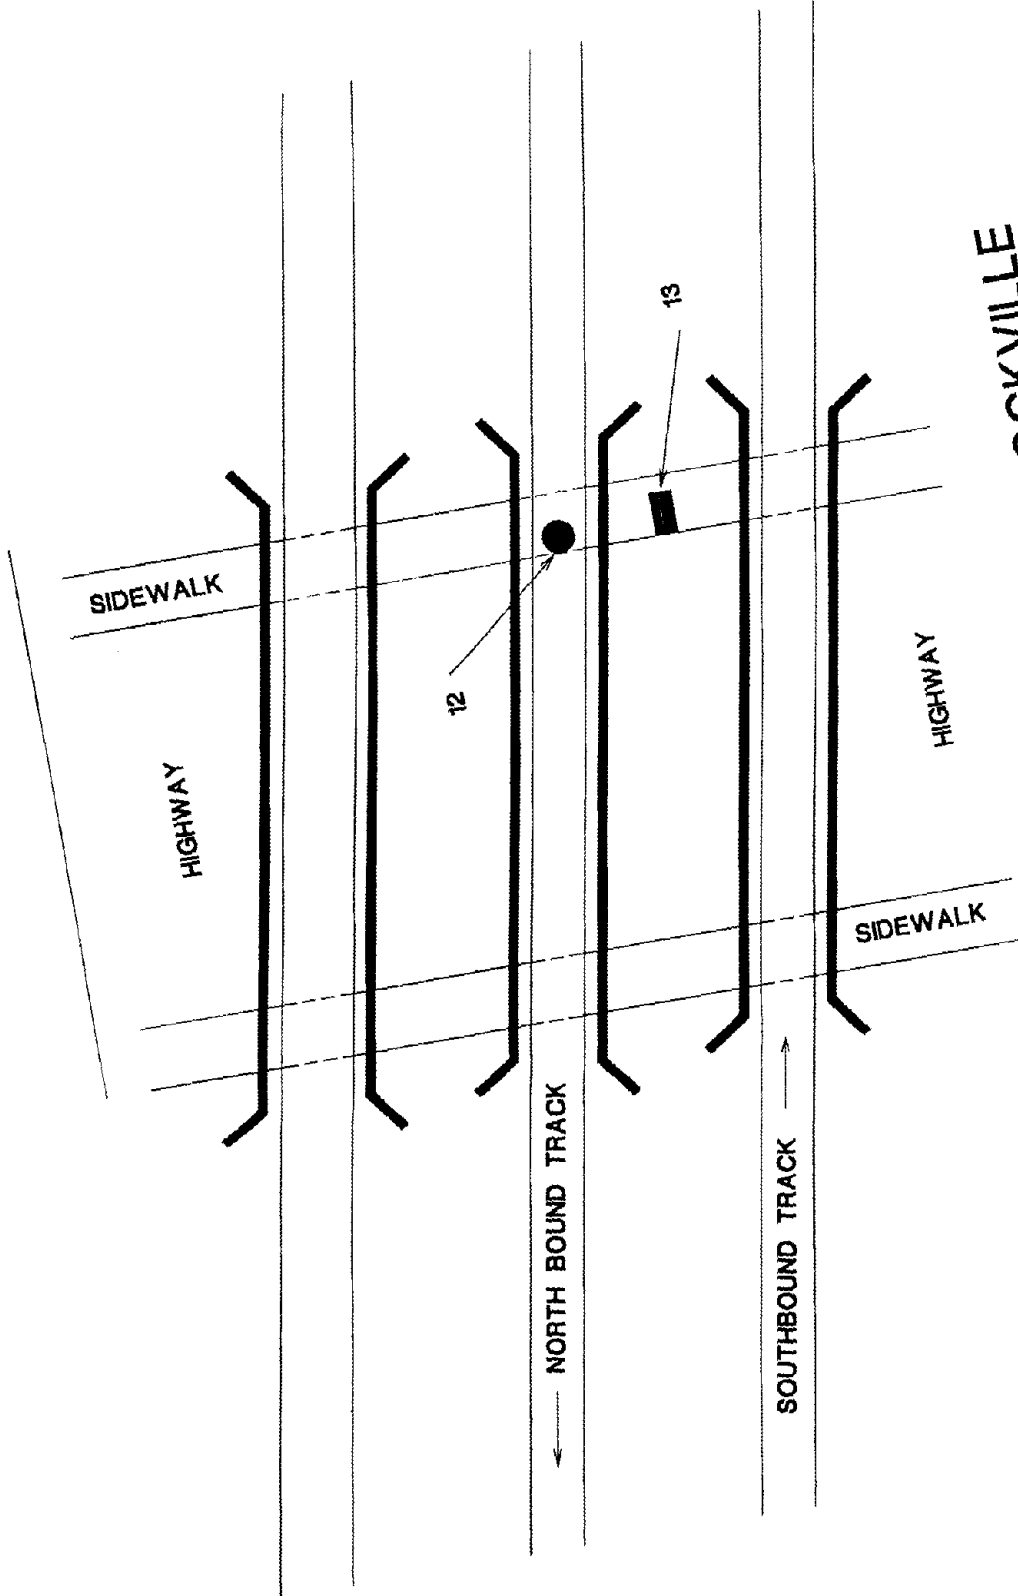 SIDEWALK
HIGHWAY
12
13
HIGHWAY
SIDEWALK
NORTH BOUND TRACK
SOUTHBOUND TRACK